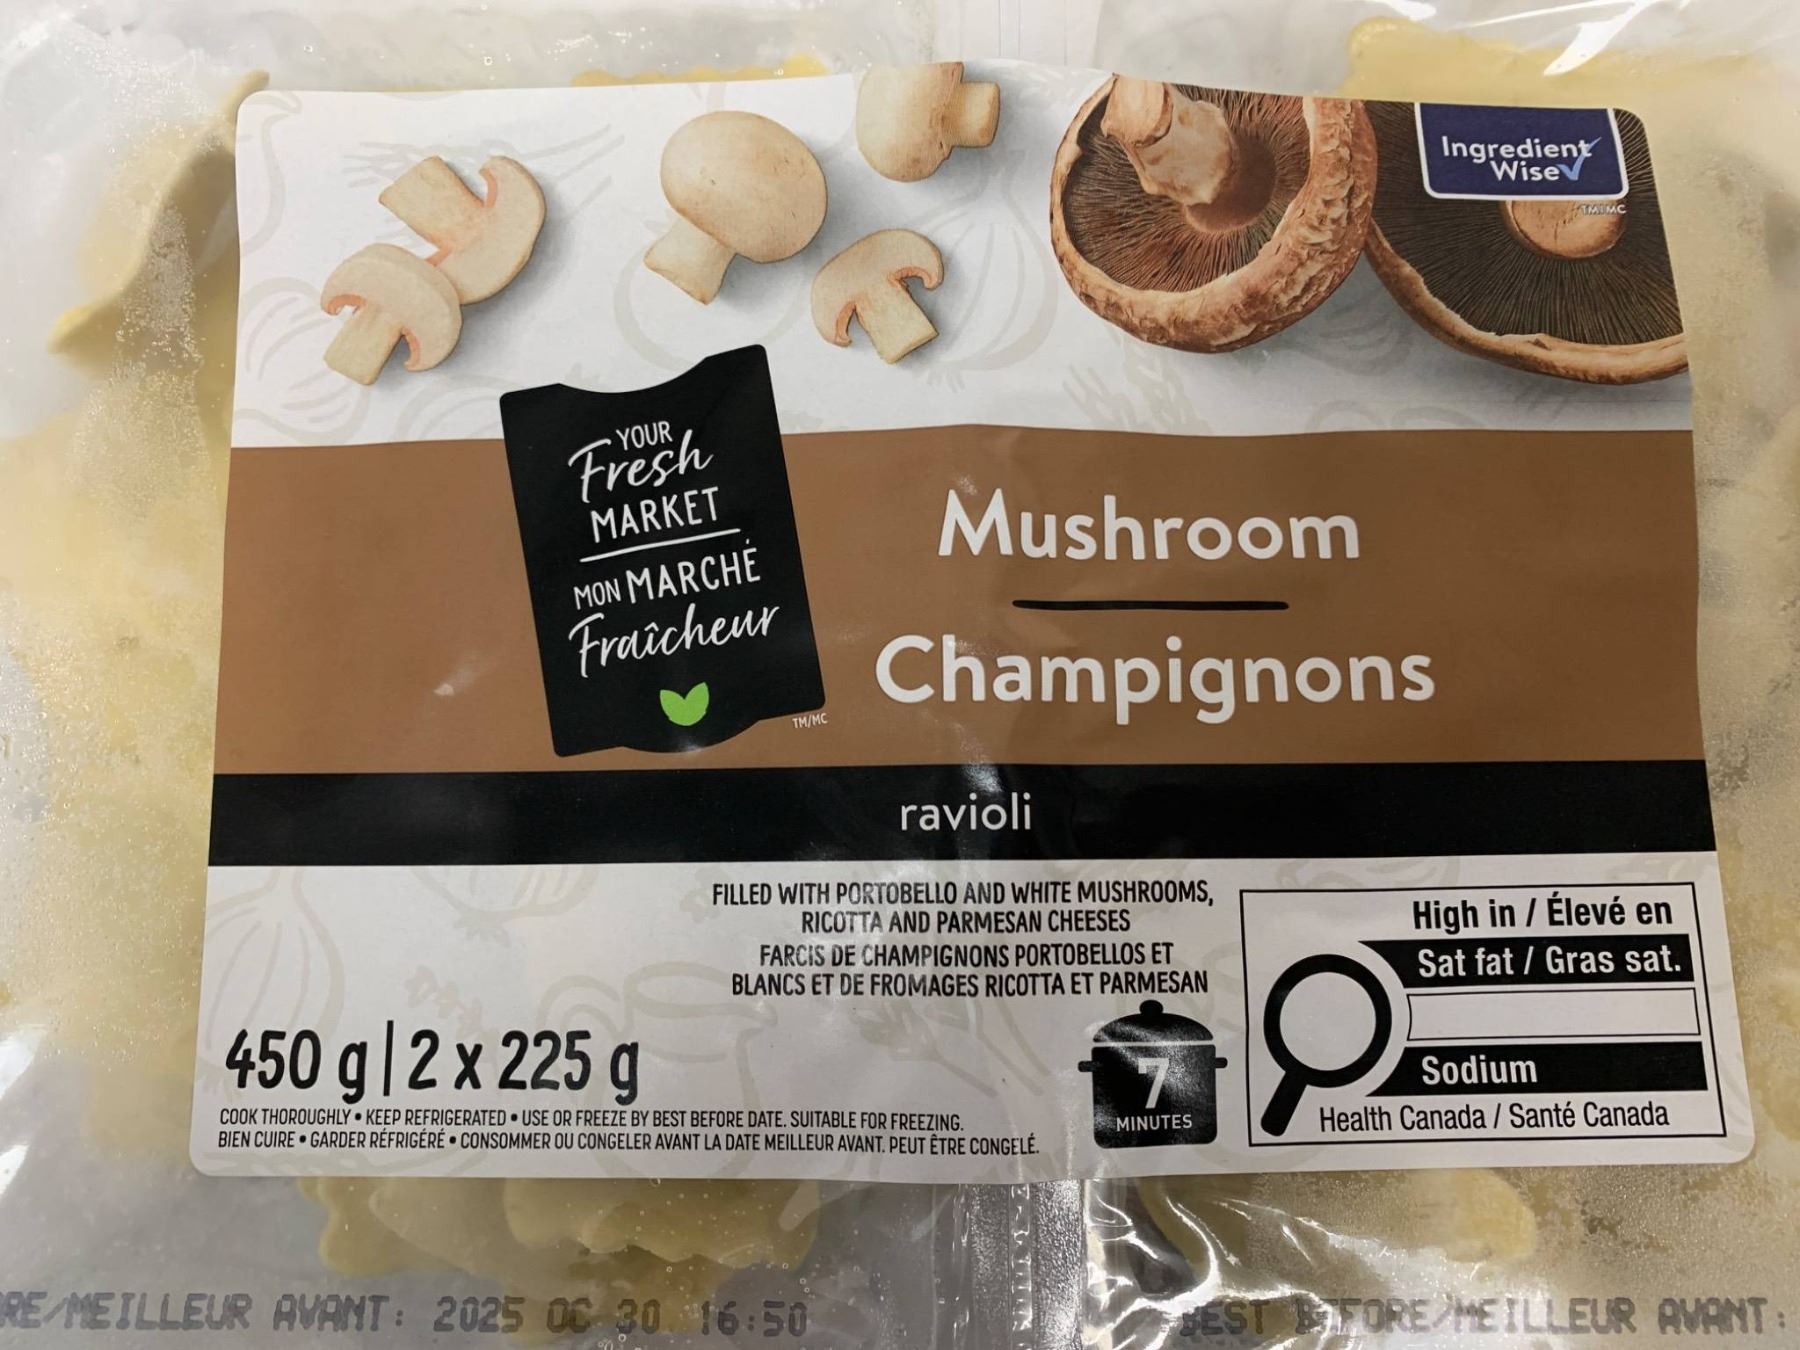 Ingredient
Wise
TM/MC
YOUR
Fresh
MARKET
MON MARCHÉ
Fraîcheur
TM/MC
Mushroom
Champignons
ravioli
FILLED WITH PORTOBELLO AND WHITE MUSHROOMS,
RICOTTA AND PARMESAN CHEESES
FARCIS DE CHAMPIGNONS PORTOBELLOS ET
BLANCS ET DE FROMAGES RICOTTA ET PARMESAN
450 g | 2 x 225 g
COOK THOROUGHLY • KEEP REFRIGERATED • USE OR FREEZE BY BEST BEFORE DATE. SUITABLE FOR FREEZING.
BIEN CUIRE • GARDER RÉFRIGÉRÉ • CONSOMMER OU CONGELER AVANT LA DATE MEILLEUR AVANT. PEUT ÊTRE CONGELÉ.
7
MINUTES
High in / Élevé en
Sat fat / Gras sat.
Sodium
Health Canada / Santé Canada
RE/MEILLEUR AVANT: 2025 OC 30 16:50
BEST BEFORE/MEILLEUR AVANT: